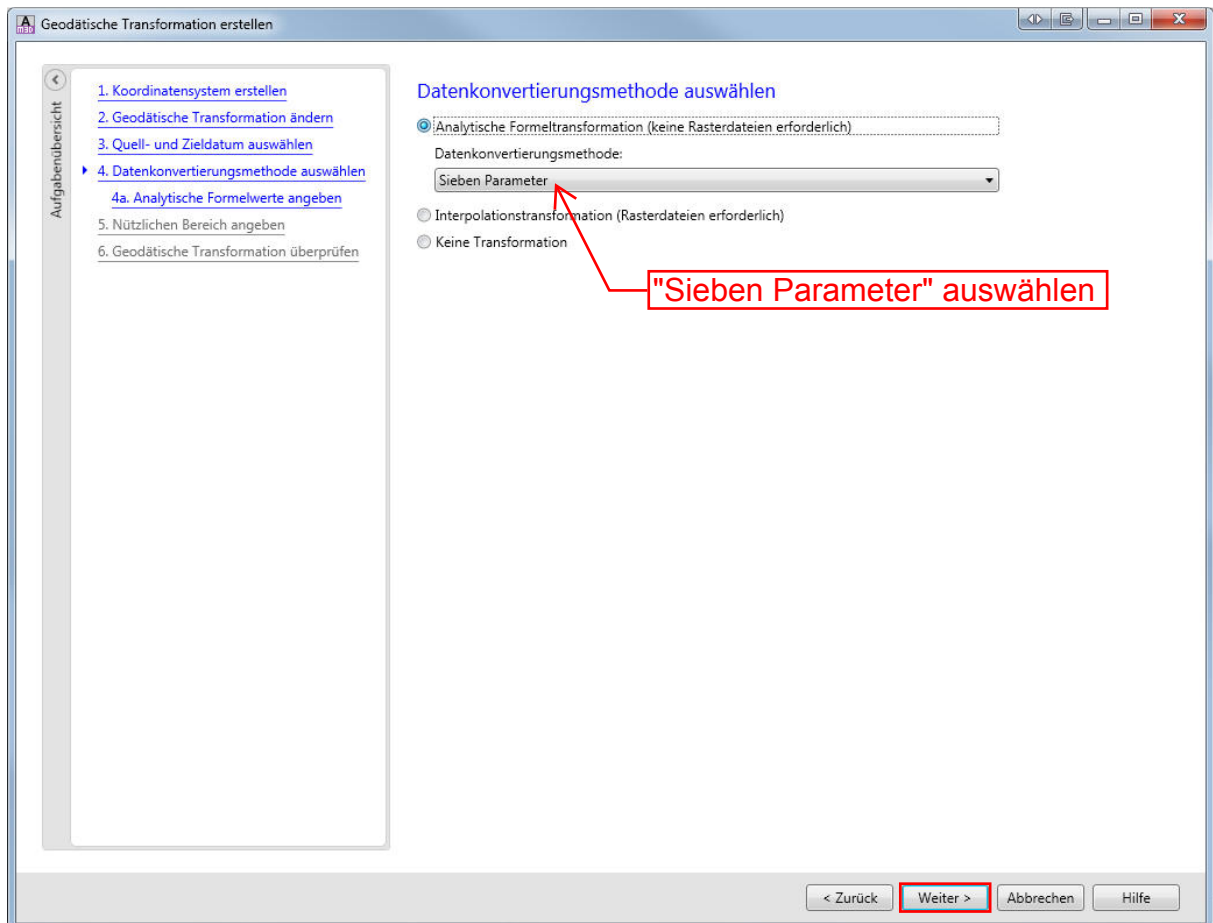 Geodätische Transformation erstellen
Aufgabenübersicht
1. Koordinatensystem erstellen
2. Geodätische Transformation ändern
3. Quell- und Zieldatum auswählen
4. Datenkonvertierungsmethode auswählen
4a. Analytische Formelwerte angeben
5. Nützlichen Bereich angeben
6. Geodätische Transformation überprüfen
Datenkonvertierungsmethode auswählen
Analytische Formeltransformation (keine Rasterdateien erforderlich)
Datenkonvertierungsmethode:
Sieben Parameter
Interpolationstransformation (Rasterdateien erforderlich)
Keine Transformation
"Sieben Parameter" auswählen
< Zurück Weiter > Abbrechen Hilfe